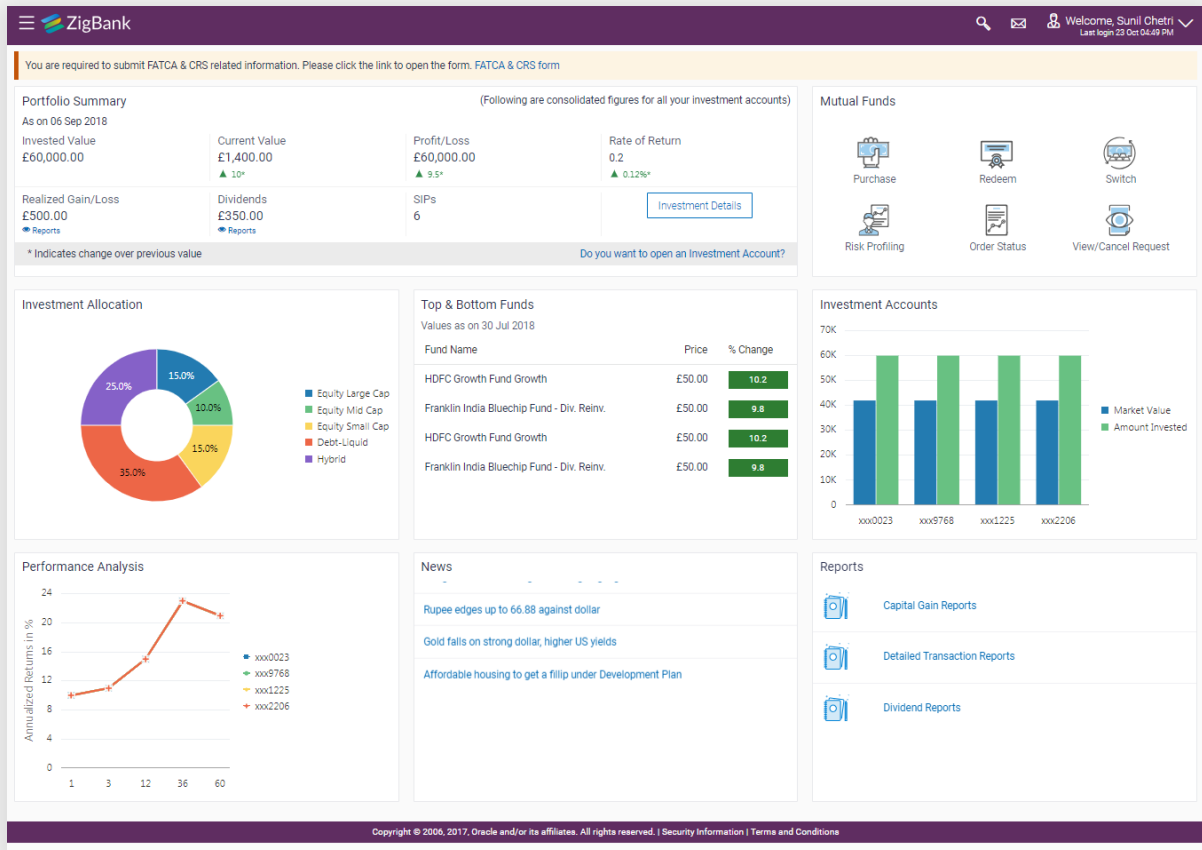 ZigBank
Welcome, Sunil Chetri
Last login 23 Oct 04:49 PM
You are required to submit FATCA & CRS related information. Please click the link to open the form. FATCA & CRS form
Portfolio Summary
(Following are consolidated figures for all your investment accounts)
As on 06 Sep 2018
Invested Value
£60,000.00
Current Value
£1,400.00
▲ 10*
Profit/Loss
£60,000.00
▲ 9.5*
Rate of Return
0.2
▲ 0.12%*
Realized Gain/Loss
£500.00
Reports
Dividends
£350.00
Reports
SIPs
6
Investment Details
* Indicates change over previous value
Do you want to open an Investment Account?
Mutual Funds
Purchase
Redeem
Switch
Risk Profiling
Order Status
View/Cancel Request
Investment Allocation
15.0%
10.0%
15.0%
35.0%
25.0%
Equity Large Cap
Equity Mid Cap
Equity Small Cap
Debt-Liquid
Hybrid
Top & Bottom Funds
Values as on 30 Jul 2018
Fund Name Price % Change
HDFC Growth Fund Growth £50.00 10.2
Franklin India Bluechip Fund - Div. Reinv. £50.00 9.8
HDFC Growth Fund Growth £50.00 10.2
Franklin India Bluechip Fund - Div. Reinv. £50.00 9.8
Investment Accounts
70K
60K
50K
40K
30K
20K
10K
0
xxx0023 xxx9768 xxx1225 xxx2206
Market Value
Amount Invested
Performance Analysis
Annualized Returns in %
24
20
16
12
8
4
0
1 3 12 36 60
xxx0023
xxx9768
xxx1225
xxx2206
News
Rupee edges up to 66.88 against dollar
Gold falls on strong dollar, higher US yields
Affordable housing to get a fillip under Development Plan
Reports
Capital Gain Reports
Detailed Transaction Reports
Dividend Reports
Copyright © 2006, 2017, Oracle and/or its affiliates. All rights reserved. | Security Information | Terms and Conditions